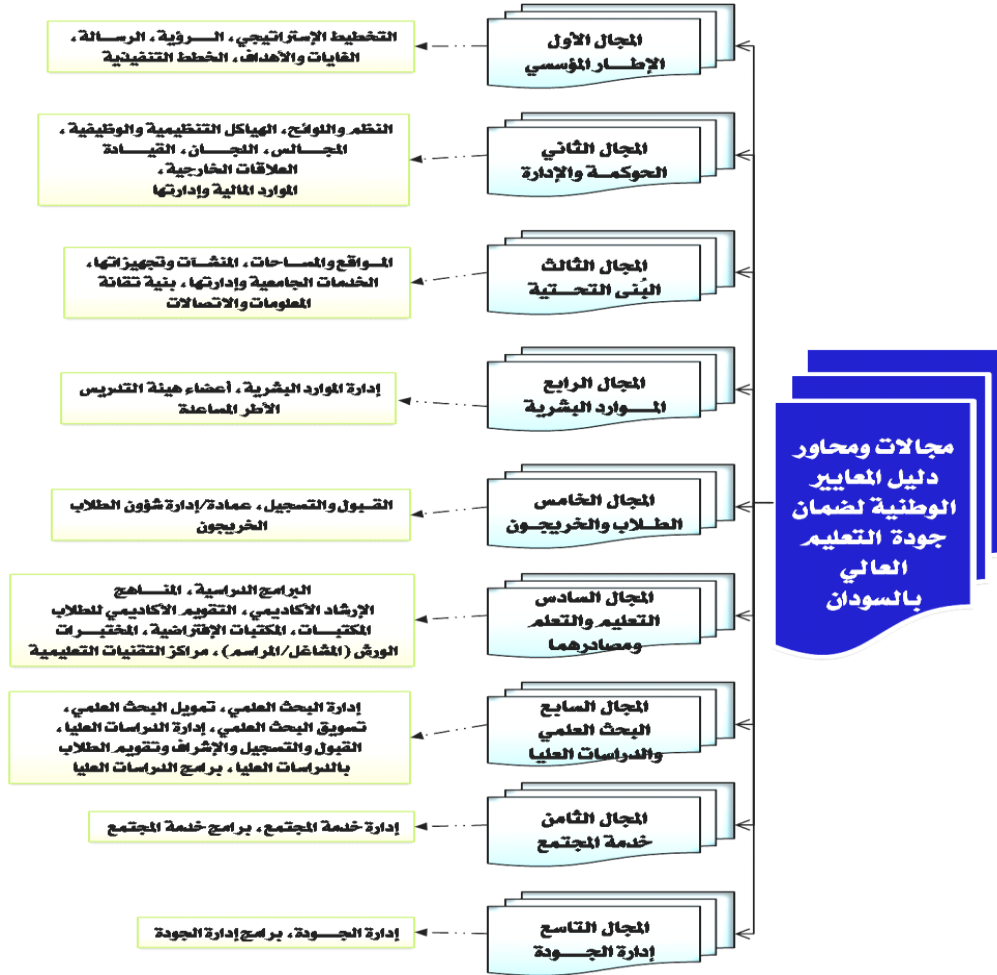 مجالات ومحاور
دليل المعايير
الوطنية لضمان
جودة التعليم
العالي
بالسودان
المجال الأول
الإطار المؤسسي
التخطيط الإستراتيجي، الرؤية، الرسالة،
الغايات والأهداف، الخطط التنفيذية
المجال الثاني
الحوكمة والإدارة
النظم واللوائح، الهياكل التنظيمية والوظيفية،
المجالس، اللجان، القيادة
العلاقات الخارجية،
الموارد المالية وإدارتها
المجال الثالث
البُنى التحتية
المواقع والمساحات، المنشآت وتجهيزاتها،
الخدمات الجامعية وإدارتها، بنية تقانة
المعلومات والاتصالات
المجال الرابع
الموارد البشرية
إدارة الموارد البشرية، أعضاء هيئة التدريس
الأطر المساعدة
المجال الخامس
الطلاب والخريجون
القبول والتسجيل، عمادة/إدارة شؤون الطلاب
الخريجون
المجال السادس
التعليم والتعلم
ومصادرهما
البرامج الدراسية، المناهج
الإرشاد الأكاديمي، التقويم الأكاديمي للطلاب
المكتبات، المكتبات الإفتراضية، المختبرات
الورش (المشاغل/المراسم)، مراكز التقنيات التعليمية
المجال السابع
البحث العلمي
والدراسات العليا
إدارة البحث العلمي، تمويل البحث العلمي،
تسويق البحث العلمي، إدارة الدراسات العليا،
القبول والتسجيل والإشراف وتقويم الطلاب
بالدراسات العليا، برامج الدراسات العليا
المجال الثامن
خدمة المجتمع
إدارة خدمة المجتمع، برامج خدمة المجتمع
المجال التاسع
إدارة الجودة
إدارة الجودة، برامج إدارة الجودة